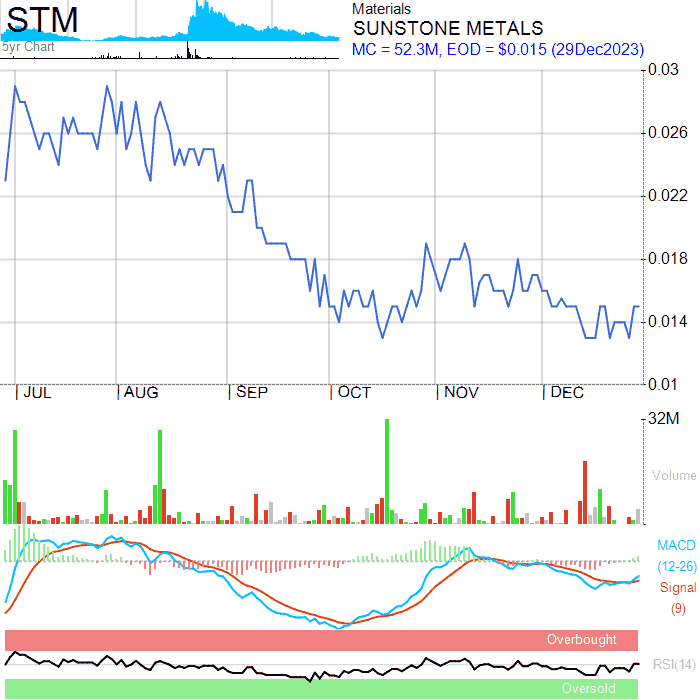 STM
5yr Chart
Materials
SUNSTONE METALS
MC = 52.3M, EOD = $0.015 (29Dec2023)
0.03
0.026
0.022
0.018
0.014
0.01
JUL AUG SEP OCT NOV DEC
32M
Volume
MACD
(12-26)
Signal
(9)
Overbought
RSI(14)
Oversold